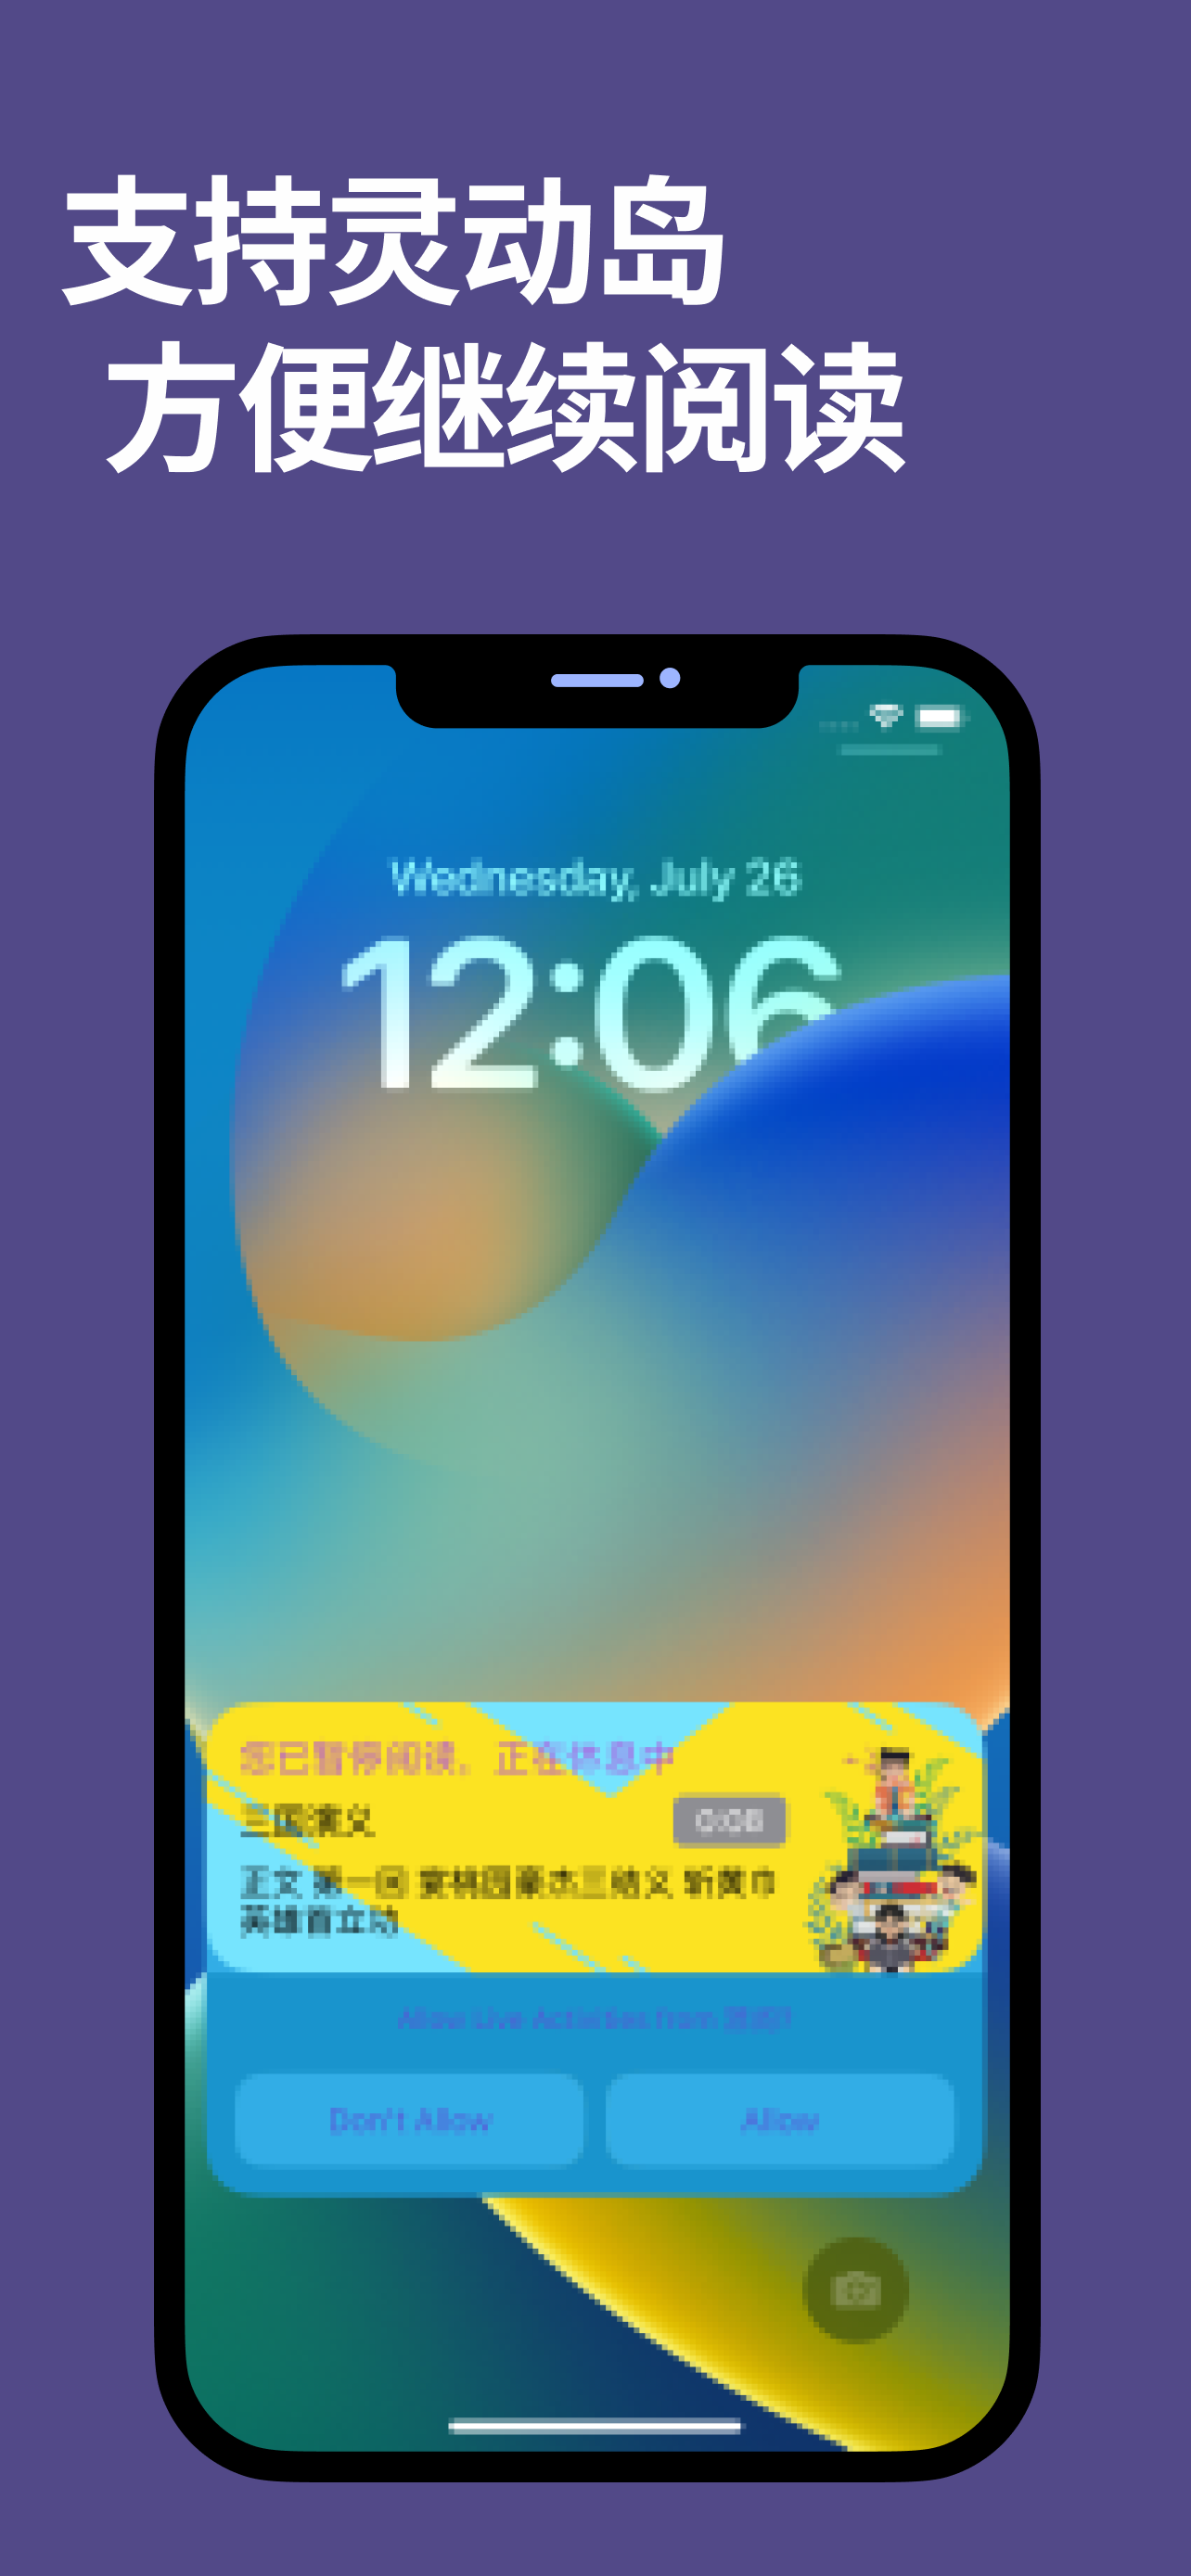 支持灵动岛
方便继续阅读
Wednesday, July 26
12:06
您已暂停阅读，正在休息中
三国演义
0:06
正文 第一回 宴桃园豪杰三结义 斩黄巾
英雄首立功
Allow Live Activities from
Don't Allow
Allow